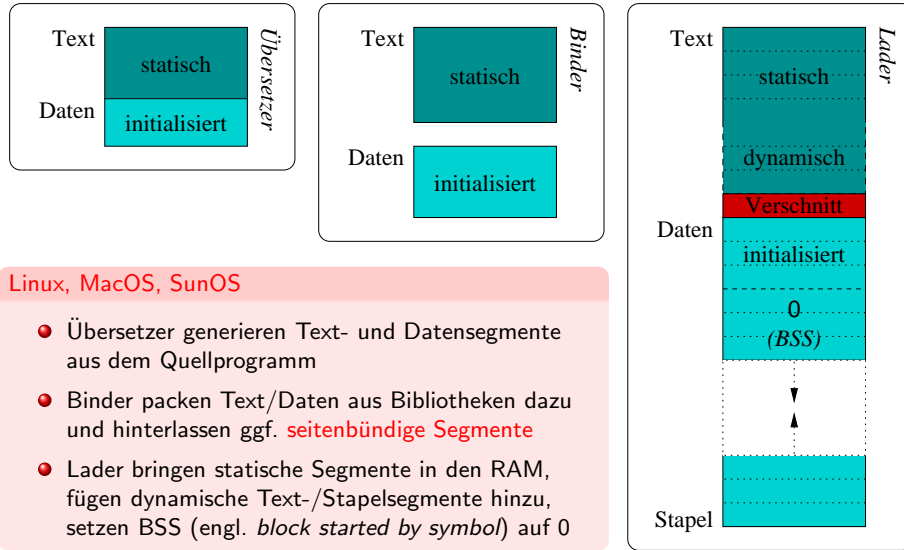 Text
statisch
Daten
initialisiert
Übersetzer
Text
statisch
Daten
initialisiert
Binder
Text
statisch
dynamisch
Verschnitt
Daten
initialisiert
0
(BSS)
Stapel
Lader
Linux, MacOS, SunOS
Übersetzer generieren Text- und Datensegmente
aus dem Quellprogramm
Binder packen Text/Daten aus Bibliotheken dazu
und hinterlassen ggf. seitenbündige Segmente
Lader bringen statische Segmente in den RAM,
fügen dynamische Text-/Stapelsegmente hinzu,
setzen BSS (engl. block started by symbol) auf 0